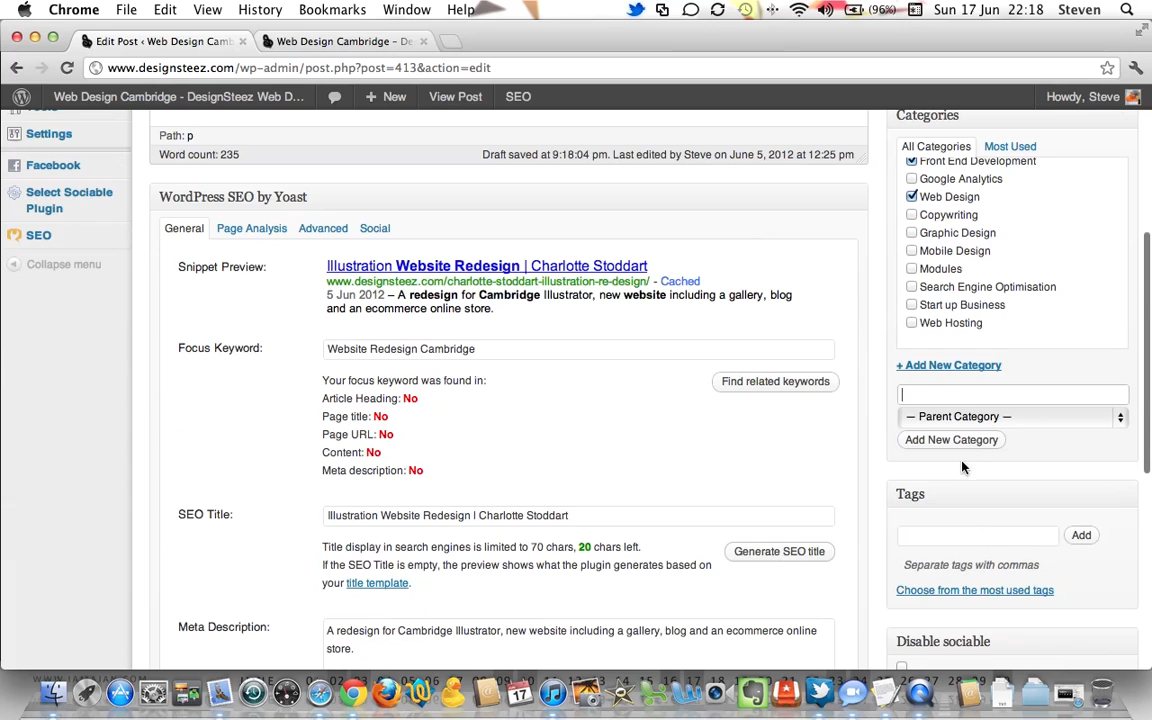 Chrome File Edit View History Bookmarks Window Help (96%) Sun 17 Jun 22:18 Steven
Edit Post ‹ Web Design Camb Web Design Cambridge – De
www.designsteez.com/wp-admin/post.php?post=413&action=edit
Web Design Cambridge - DesignSteez Web D... New View Post SEO Howdy, Steve
Tools
Settings
Facebook
Select Sociable
Plugin
SEO
Collapse menu
Path: p
Word count: 235 Draft saved at 9:18:04 pm. Last edited by Steve on June 5, 2012 at 12:25 pm
WordPress SEO by Yoast
General Page Analysis Advanced Social
Snippet Preview: Illustration Website Redesign | Charlotte Stoddart
www.designsteez.com/charlotte-stoddart-illustration-re-design/ - Cached
5 Jun 2012 – A redesign for Cambridge Illustrator, new website including a gallery, blog
and an ecommerce online store.
Focus Keyword: Website Redesign Cambridge
Your focus keyword was found in: Find related keywords
Article Heading: No
Page title: No
Page URL: No
Content: No
Meta description: No
SEO Title: Illustration Website Redesign | Charlotte Stoddart
Title display in search engines is limited to 70 chars, 20 chars left. Generate SEO title
If the SEO Title is empty, the preview shows what the plugin generates based on
your title template.
Meta Description: A redesign for Cambridge Illustrator, new website including a gallery, blog and an ecommerce online
store.
Categories
All Categories Most Used
Front End Development
Google Analytics
Web Design
Copywriting
Graphic Design
Mobile Design
Modules
Search Engine Optimisation
Start up Business
Web Hosting
+ Add New Category
— Parent Category —
Add New Category
Tags
Add
Separate tags with commas
Choose from the most used tags
Disable sociable